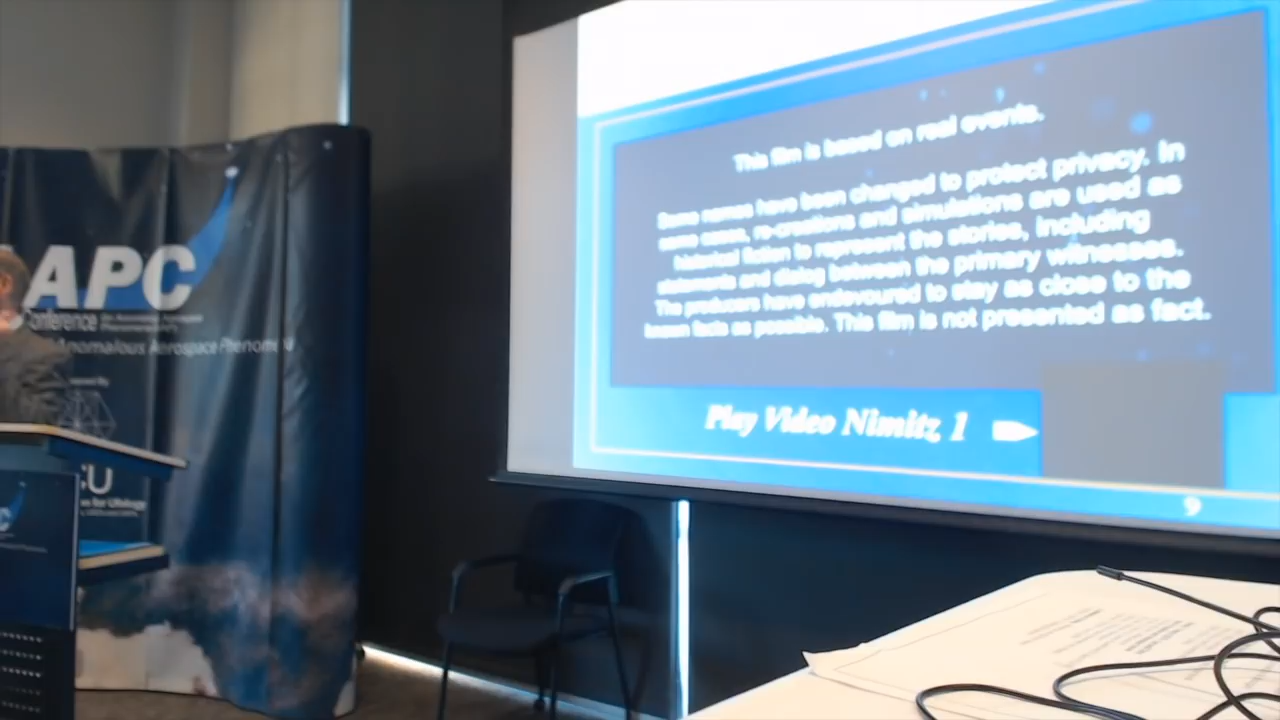 APC
Conference
Anomalous Aerospace Phenomena
This film is based on real events.
Some names have been changed to protect privacy. In
some cases, re-creations and simulations are used as
historical fiction to represent the stories, including
statements and dialog between the primary witnesses.
The producers have endeavoured to stay as close to the
known facts as possible. This film is not presented as fact.
Play Video Nimitz 1
9